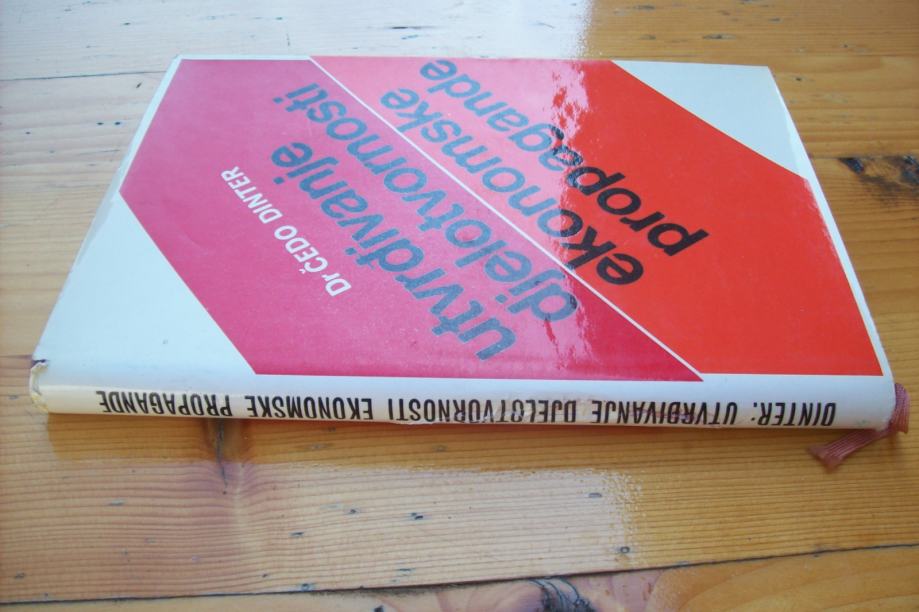 Dr ČEDO DINTER
utvrđivanje
djelotvornosti
ekonomske
propagande
DINTER: UTVRĐIVANJE DJELOTVORNOSTI EKONOMSKE PROPAGANDE